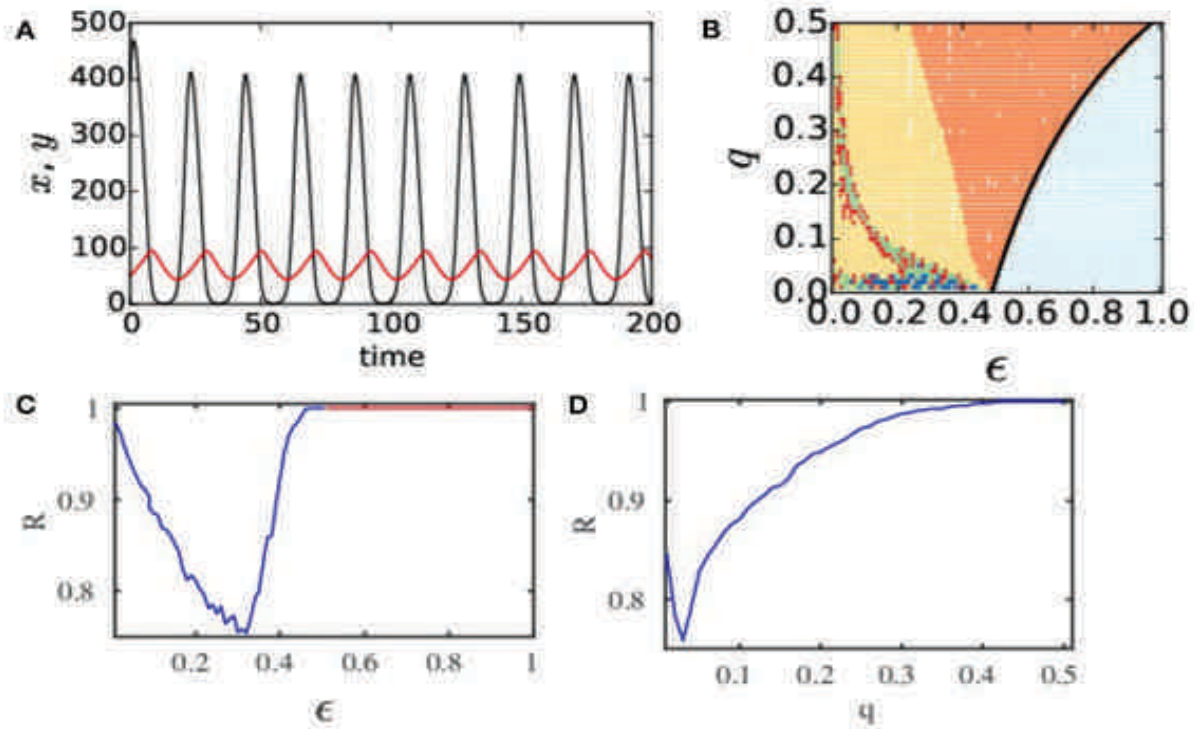 A
500
400
300
200
100
0
x, y
0 50 100 150 200
time
B
0.5
0.4
0.3
0.2
0.1
0.0
q
0.0 0.2 0.4 0.6 0.8 1.0
ϵ
C
1
0.9
0.8
R
0.2 0.4 0.6 0.8 1
ϵ
D
1
0.9
0.8
R
0.1 0.2 0.3 0.4 0.5
q